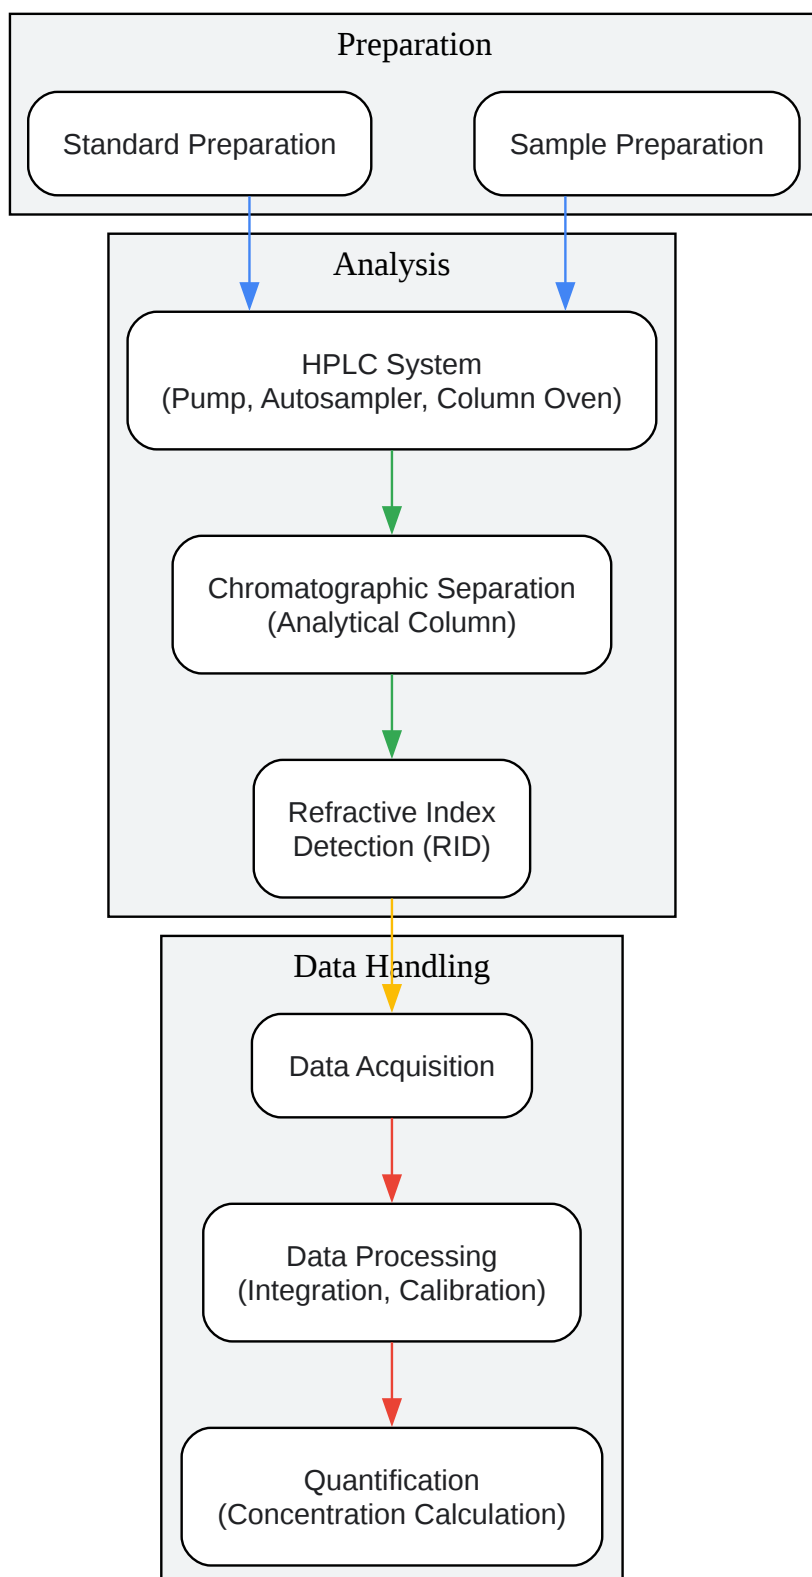 Preparation
Standard Preparation
Sample Preparation
Analysis
HPLC System
(Pump, Autosampler, Column Oven)
Chromatographic Separation
(Analytical Column)
Refractive Index
Detection (RID)
Data Handling
Data Acquisition
Data Processing
(Integration, Calibration)
Quantification
(Concentration Calculation)